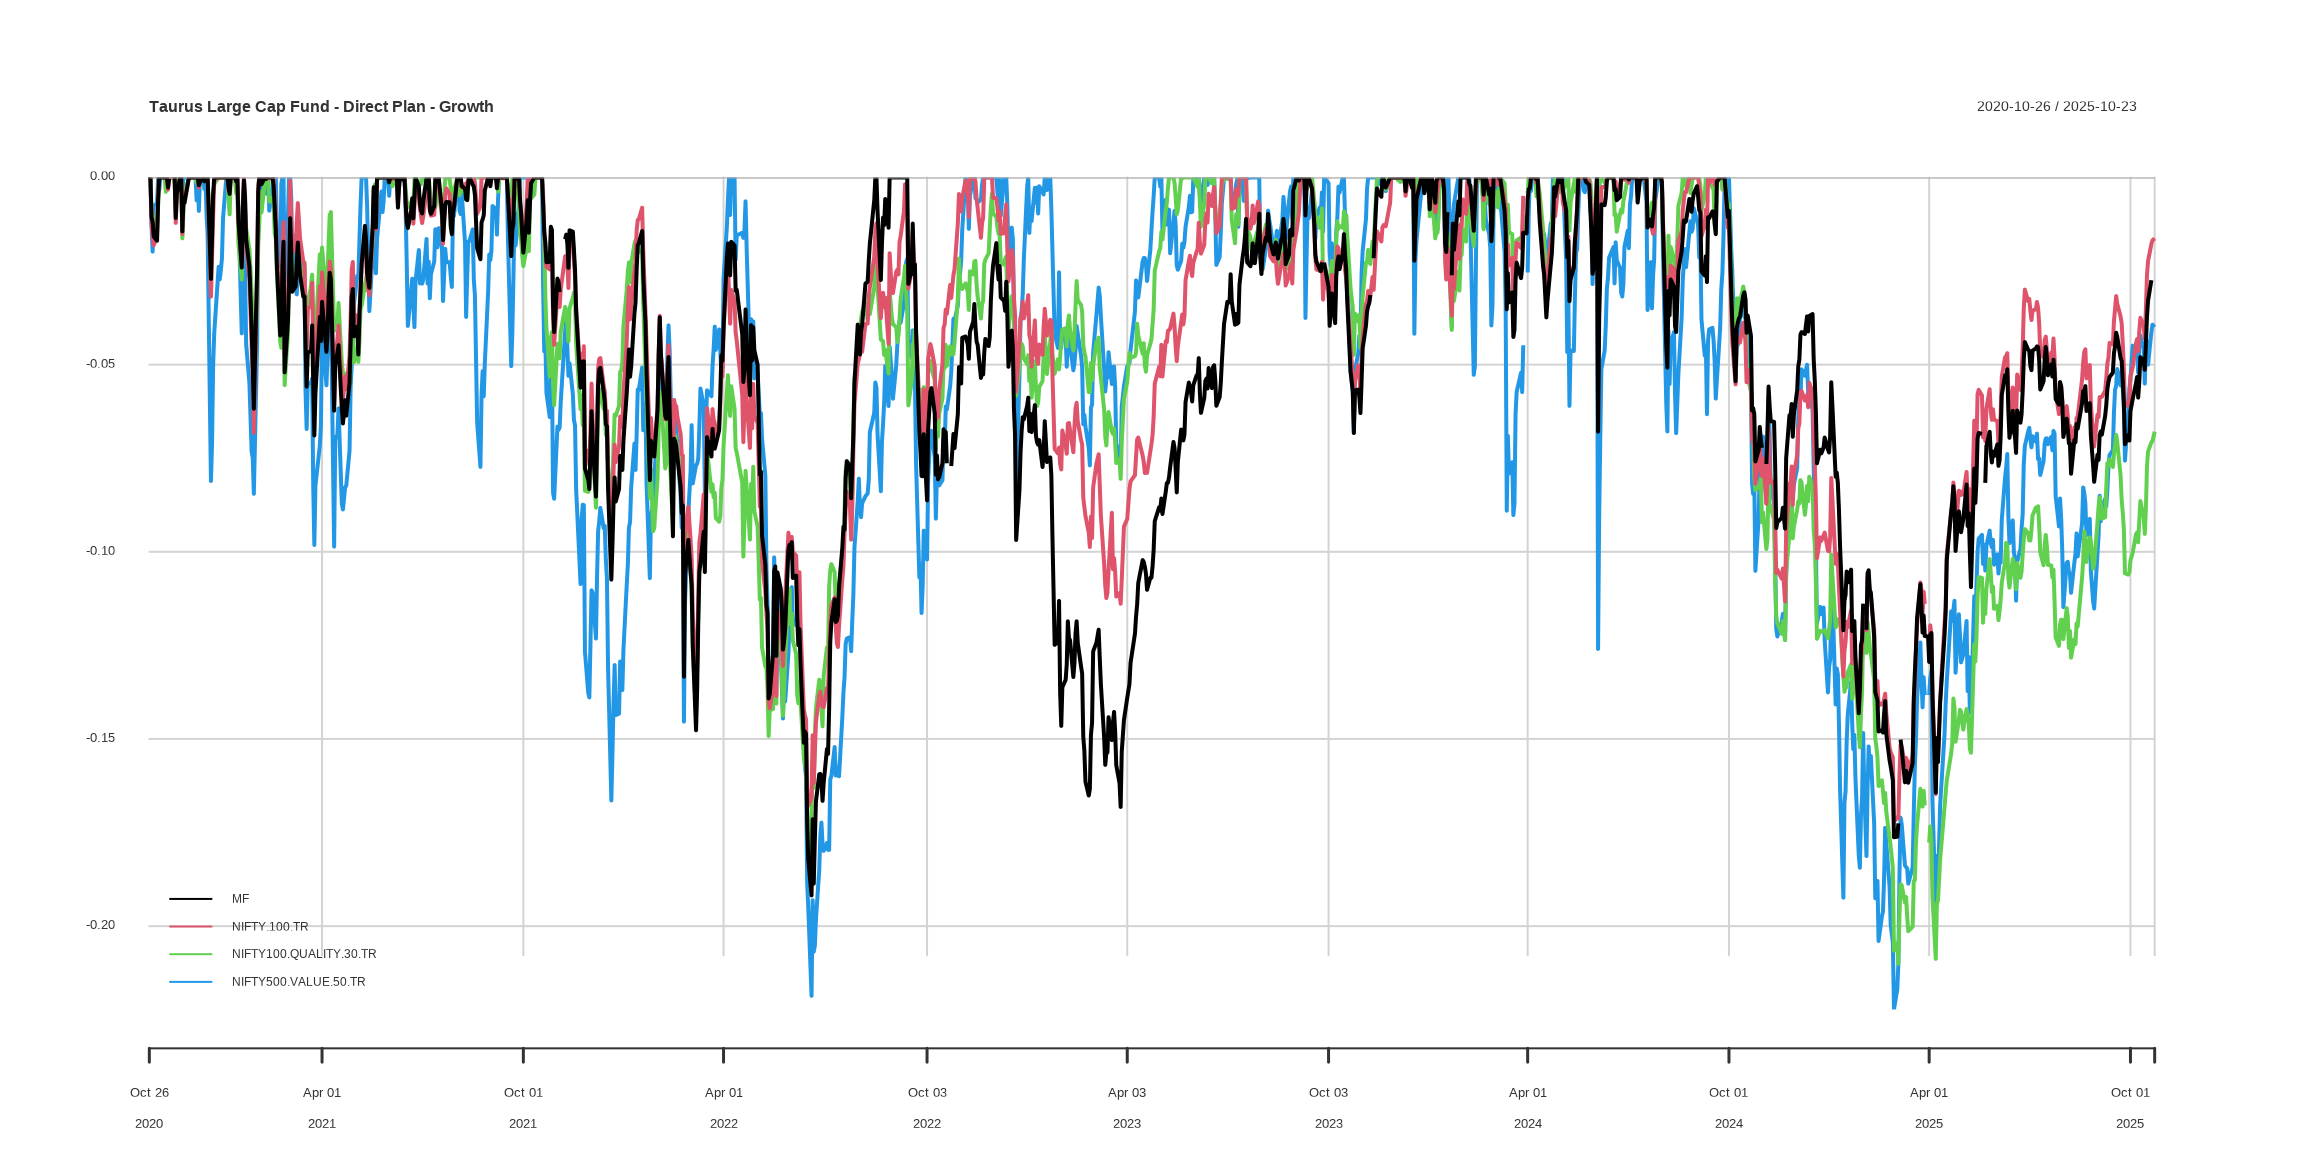 Taurus Large Cap Fund - Direct Plan - Growth
2020-10-26 / 2025-10-23
0.00
-0.05
-0.10
-0.15
-0.20
MF
NIFTY.100.TR
NIFTY100.QUALITY.30.TR
NIFTY500.VALUE.50.TR
Oct 26 Apr 01 Oct 01 Apr 01 Oct 03 Apr 03 Oct 03 Apr 01 Oct 01 Apr 01 Oct 01
2020 2021 2021 2022 2022 2023 2023 2024 2024 2025 2025